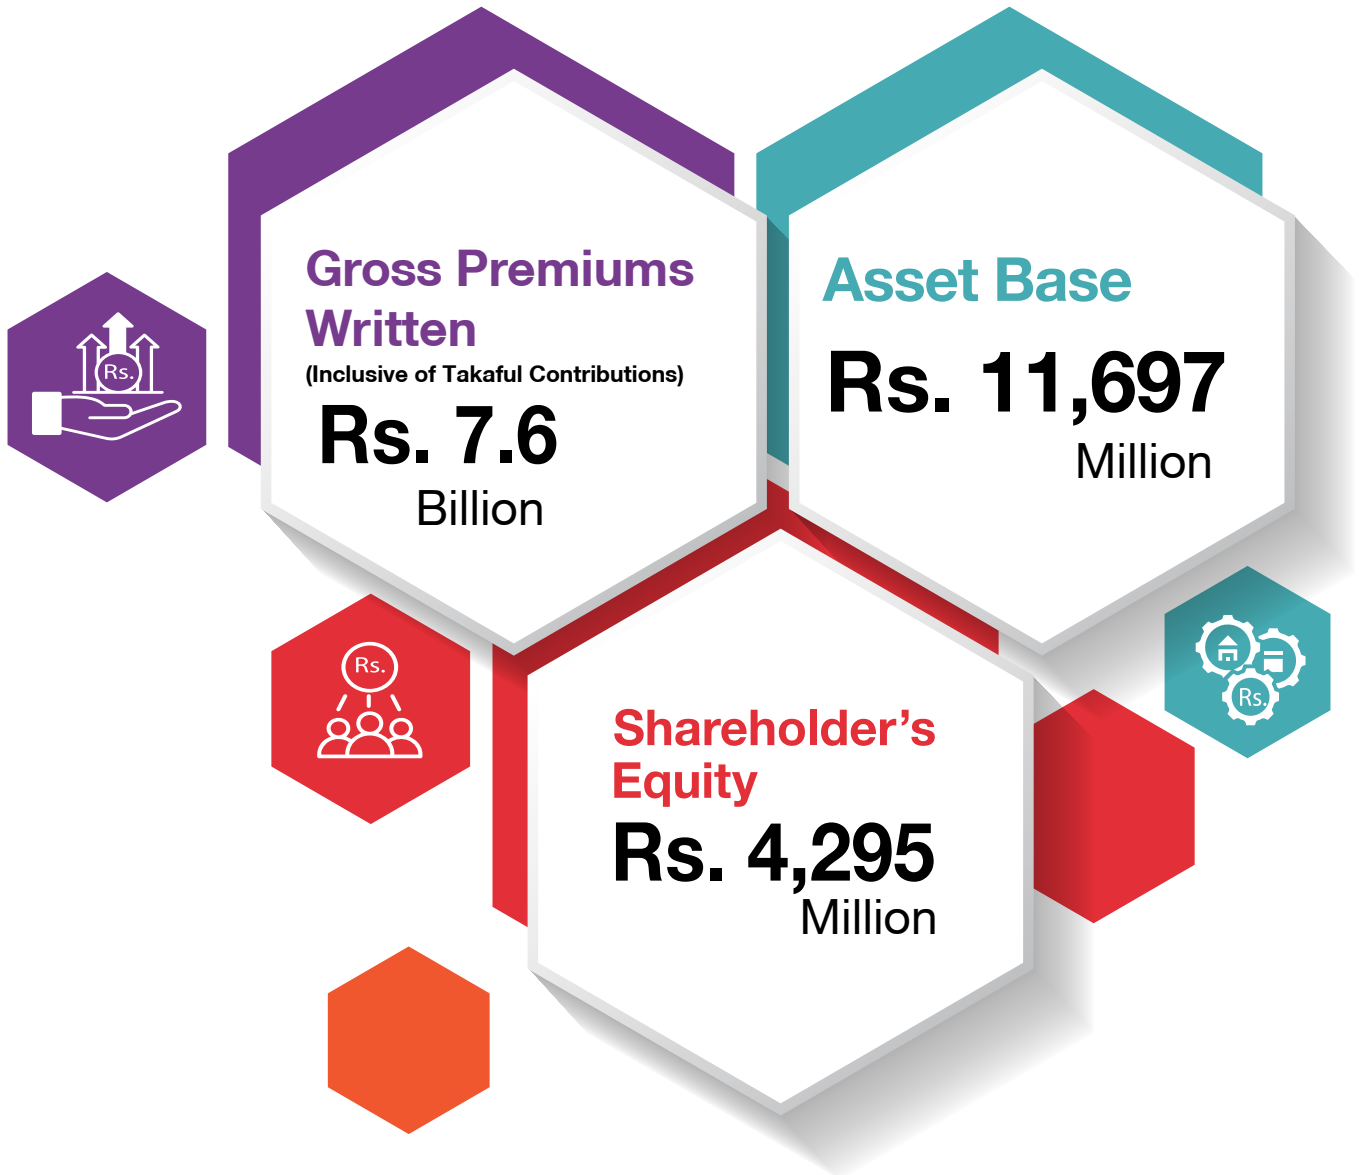 Gross Premiums
Written
(Inclusive of Takaful Contributions)
Rs. 7.6
Billion
Asset Base
Rs. 11,697
Million
Rs.
Rs.
Rs.
Shareholder’s
Equity
Rs. 4,295
Million